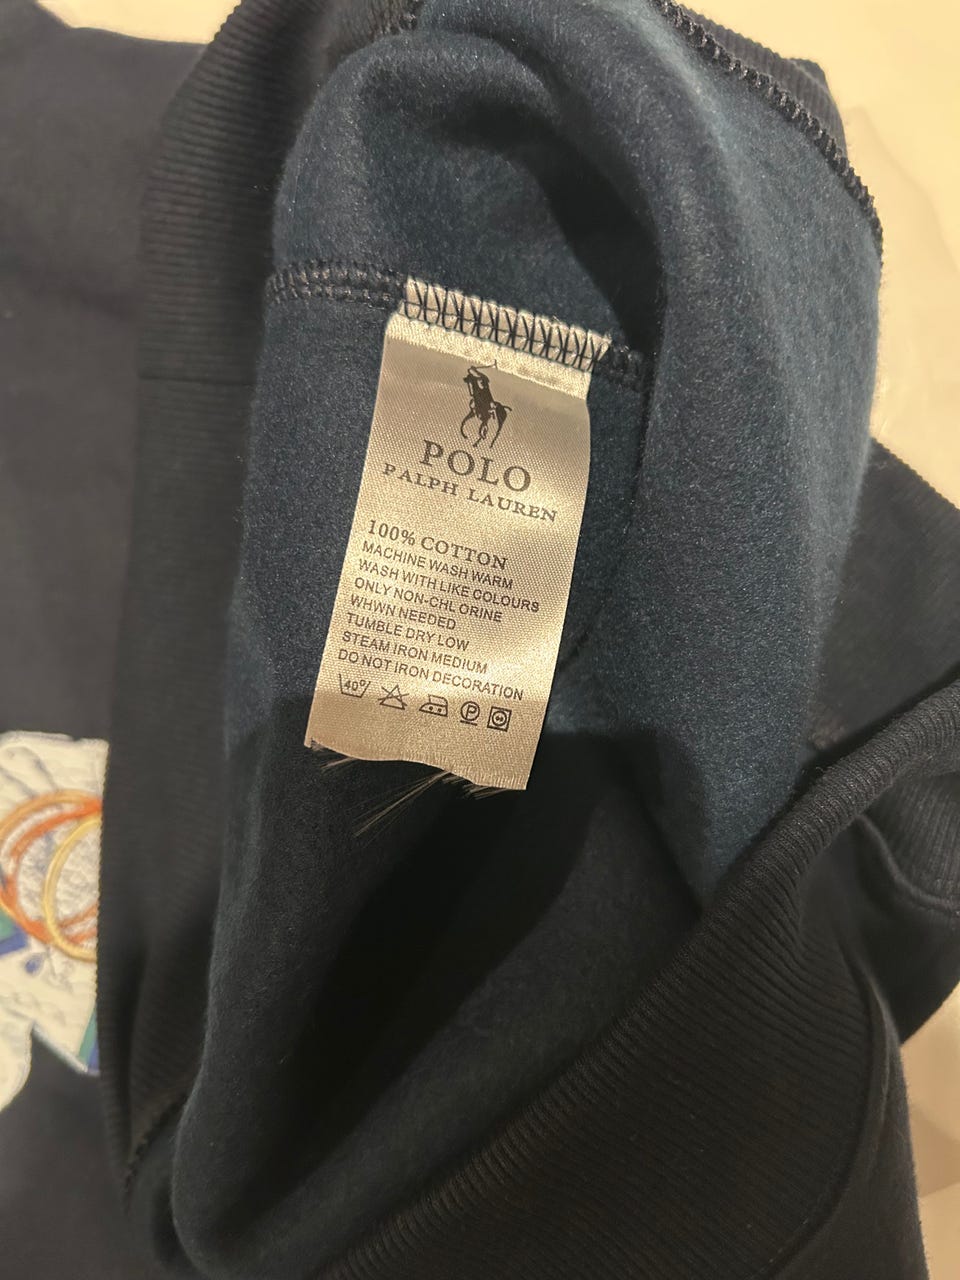 POLO
RALPH LAUREN
100% COTTON
MACHINE WASH WARM
WASH WITH LIKE COLOURS
ONLY NON-CHL ORINE
WHWN NEEDED
TUMBLE DRY LOW
STEAM IRON MEDIUM
DO NOT IRON DECORATION
40° P